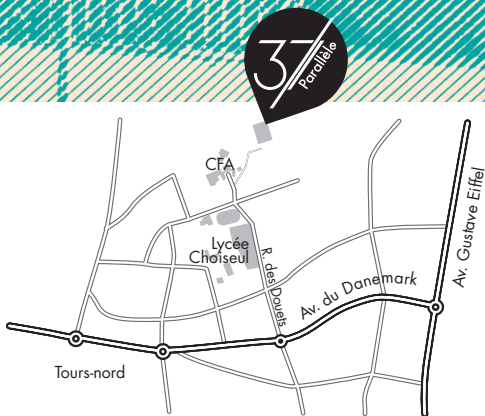 37
Parallèle
CFA
Lycée
Choiseul
R. des Douets
Av. du Danemark
Av. Gustave Eiffel
Tours-nord